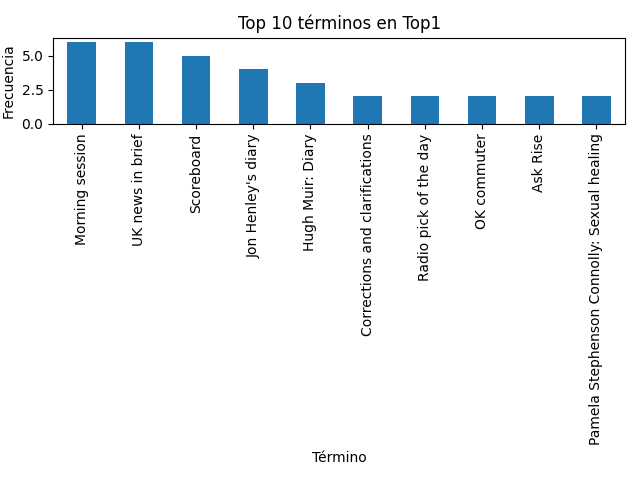 Top 10 términos en Top1
Frecuencia
5.0
2.5
0.0
Morning session
UK news in brief
Scoreboard
Jon Henley's diary
Hugh Muir: Diary
Corrections and clarifications
Radio pick of the day
OK commuter
Ask Rise
Pamela Stephenson Connolly: Sexual healing
Término